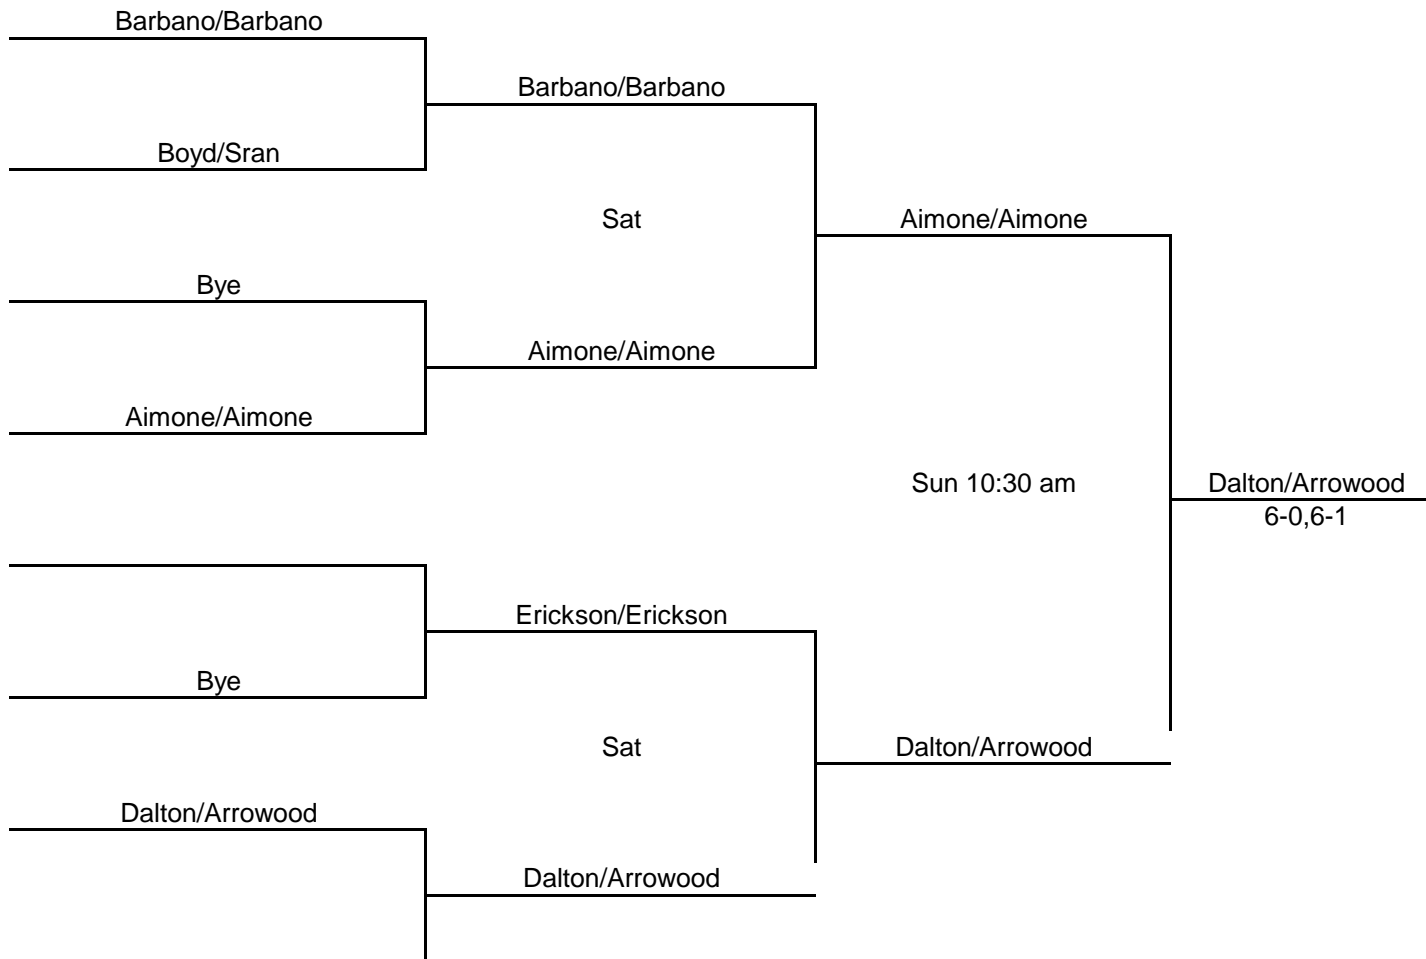 Barbano/Barbano
Barbano/Barbano
Boyd/Sran
Sat
Aimone/Aimone
Bye
Aimone/Aimone
Aimone/Aimone
Sun 10:30 am
Dalton/Arrowood
6-0,6-1
Erickson/Erickson
Bye
Sat
Dalton/Arrowood
Dalton/Arrowood
Dalton/Arrowood